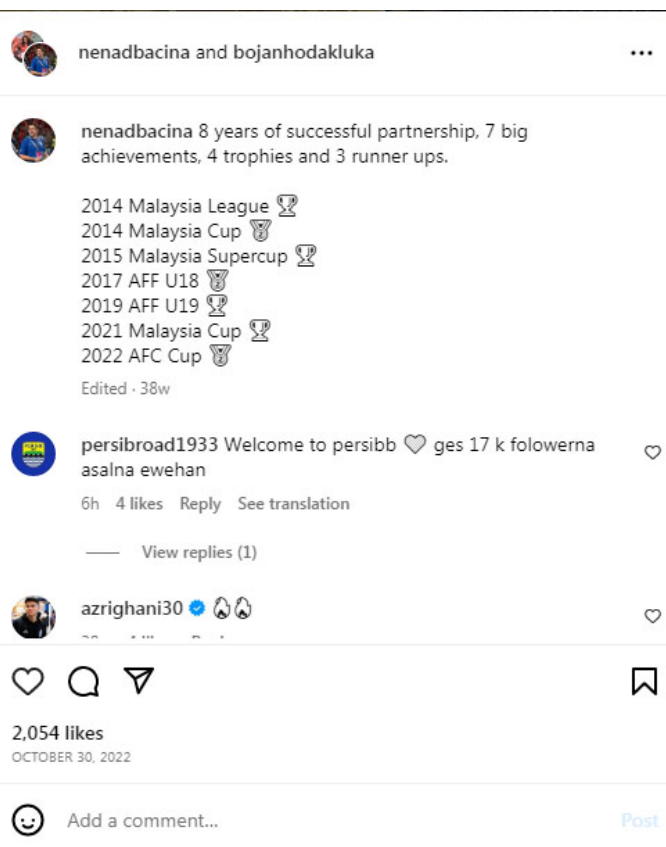 nenadbacina and bojanhodakluka
nenadbacina 8 years of successful partnership, 7 big
achievements, 4 trophies and 3 runner ups.
2014 Malaysia League 🏆
2014 Malaysia Cup 🥈
2015 Malaysia Supercup 🏆
2017 AFF U18 🥈
2019 AFF U19 🏆
2021 Malaysia Cup 🏆
2022 AFC Cup 🥈
Edited · 38w
persibroad1933 Welcome to persibb 🤍 ges 17 k folowerna
asalna ewehan
6h 4 likes Reply See translation
View replies (1)
azrighani30 🔥🔥
2,054 likes
OCTOBER 30, 2022
Add a comment...
Post